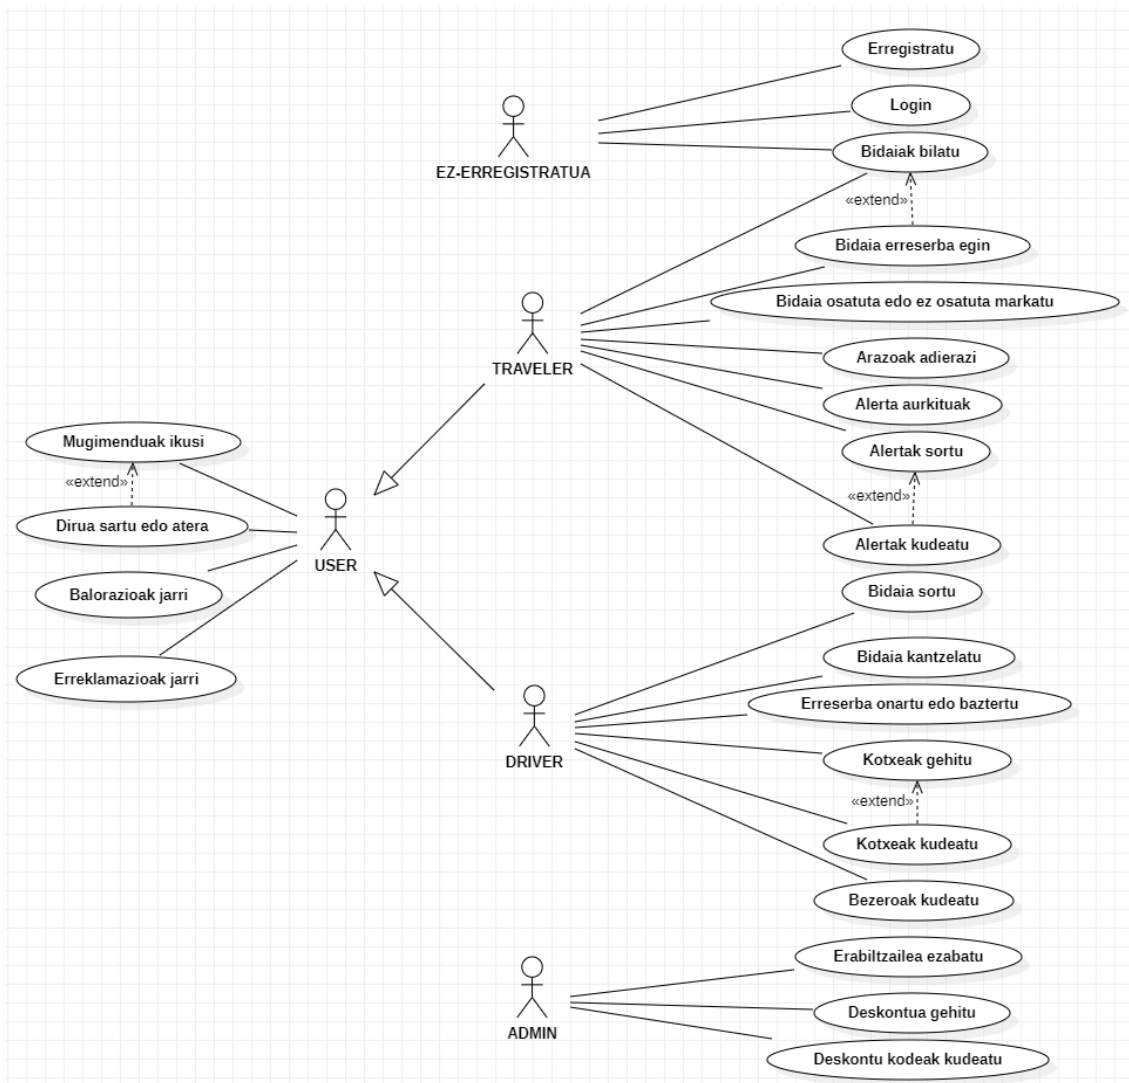 Erregistratu
Login
EZ-ERREGISTRATUA
Bidaiak bilatu
«extend»
Bidaia erreserba egin
Bidaia osatuta edo ez osatuta markatu
TRAVELER
Arazoak adierazi
Alerta aurkituak
Alertak sortu
«extend»
Alertak kudeatu
Mugimenduak ikusi
«extend»
Dirua sartu edo atera
USER
Balorazioak jarri
Erreklamazioak jarri
Bidaia sortu
Bidaia kantzelatu
Erreserba onartu edo baztertu
DRIVER
Kotxeak gehitu
«extend»
Kotxeak kudeatu
Bezeroak kudeatu
Erabiltzailea ezabatu
ADMIN
Deskontua gehitu
Deskontu kodeak kudeatu